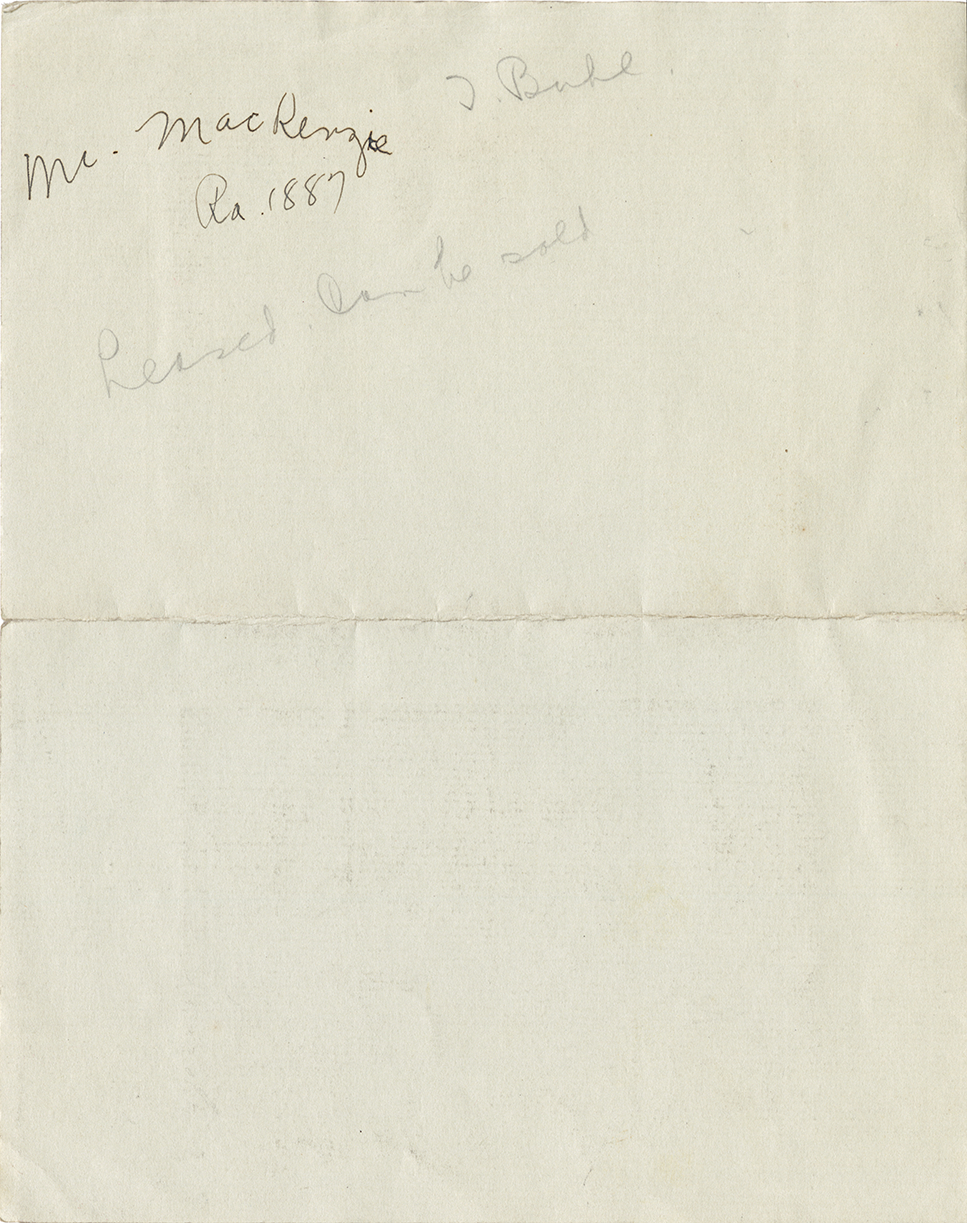 T. Buhl.
Mr. MacKenzie
Ra. 1887
Leased. Can be sold